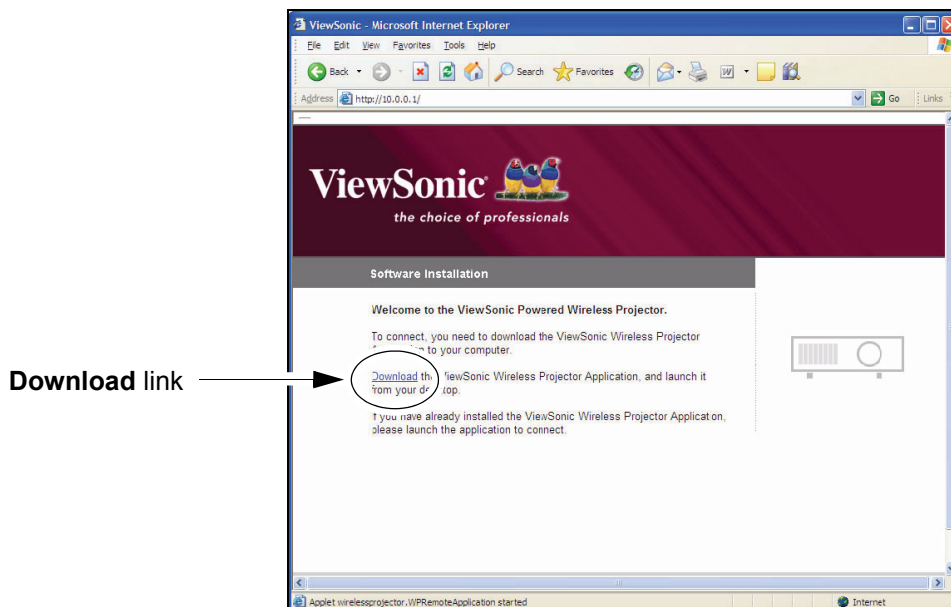 ViewSonic - Microsoft Internet Explorer
File Edit View Favorites Tools Help
Back Search Favorites
Address http://10.0.0.1/ Go Links
ViewSonic
the choice of professionals
Software Installation
Welcome to the ViewSonic Powered Wireless Projector.
To connect, you need to download the ViewSonic Wireless Projector
to your computer.
Download link
Download the ViewSonic Wireless Projector Application, and launch it
from your desktop.
If you have already installed the ViewSonic Wireless Projector Application,
please launch the application to connect.
Applet wirelessprojector.WPRemoteApplication started Internet